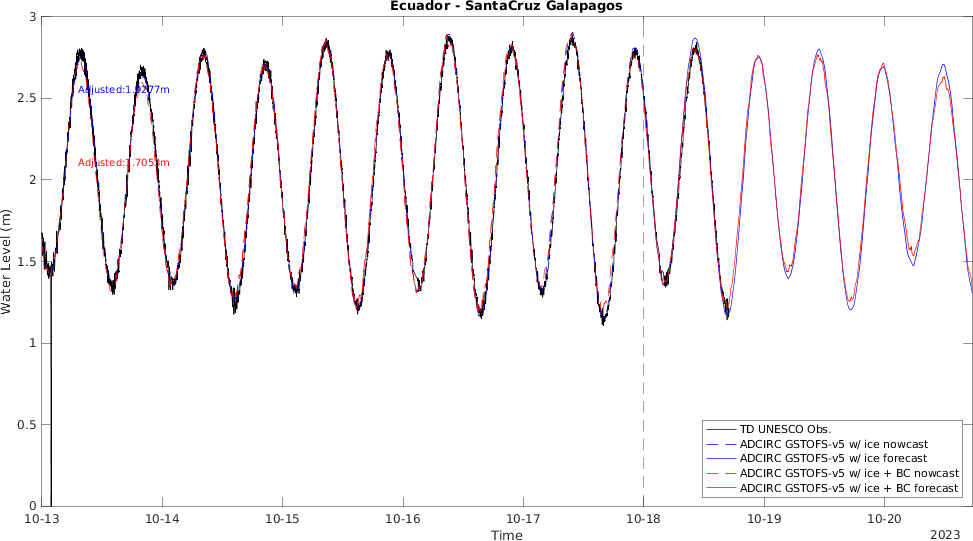 Ecuador - SantaCruz Galapagos
3
2.5
2
1.5
1
0.5
0
Water Level (m)
Adjusted:1.9277m
Adjusted:1.7053m
TD UNESCO Obs.
ADCIRC GSTOFS-v5 w/ ice nowcast
ADCIRC GSTOFS-v5 w/ ice forecast
ADCIRC GSTOFS-v5 w/ ice + BC nowcast
ADCIRC GSTOFS-v5 w/ ice + BC forecast
10-13 10-14 10-15 10-16 10-17 10-18 10-19 10-20
Time
2023